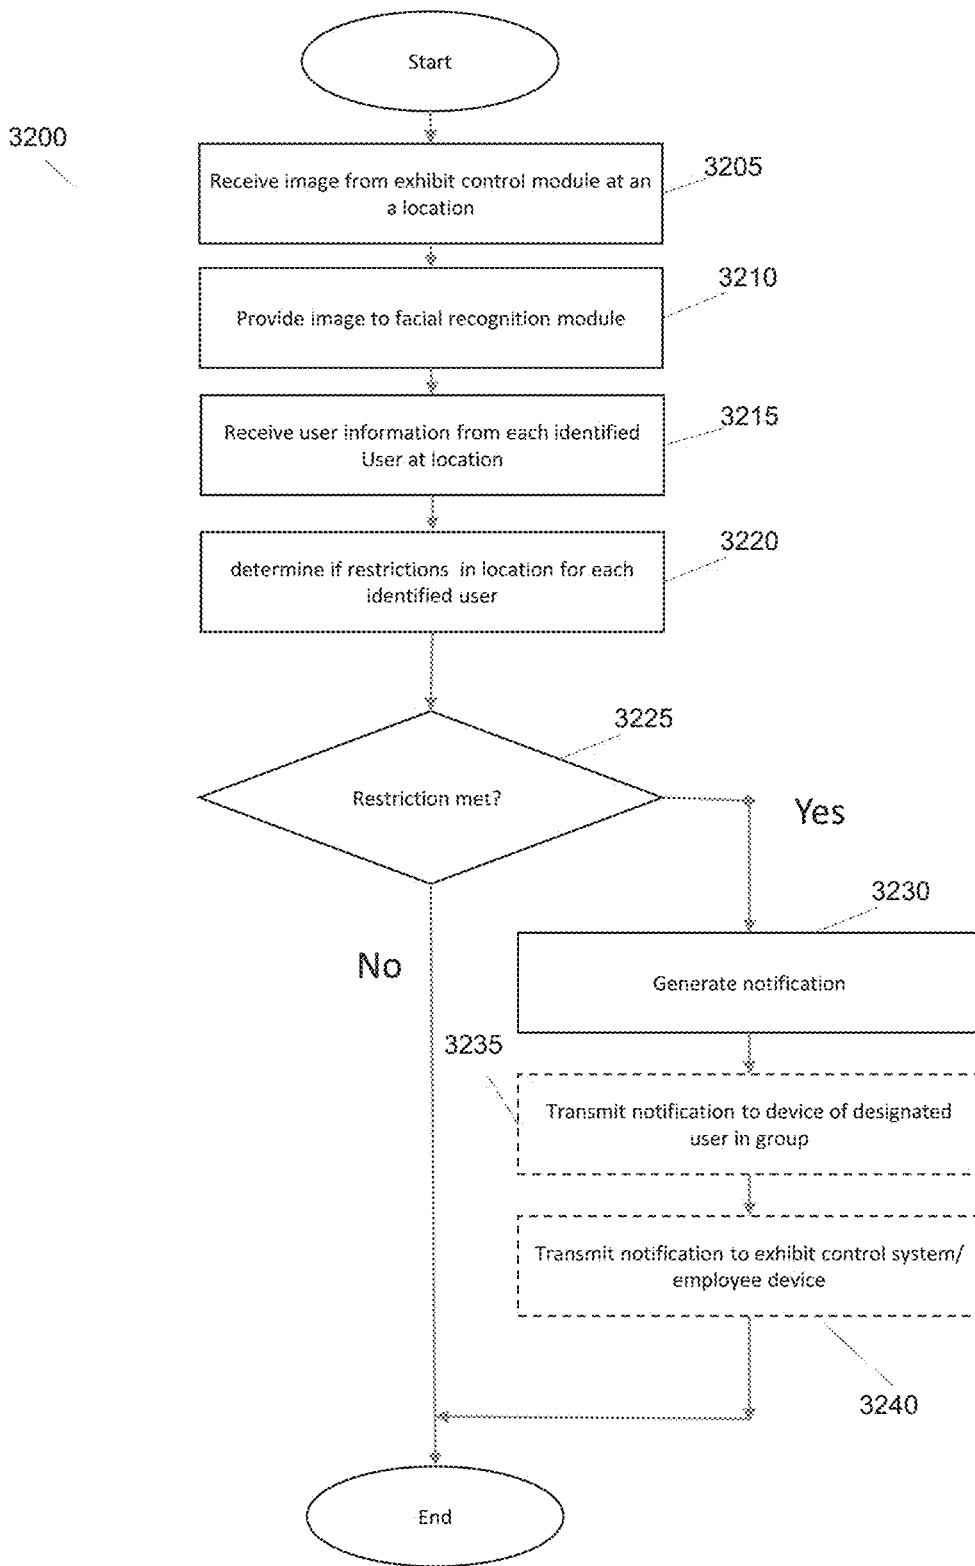 Start
3200
3205
Receive image from exhibit control module at an
a location
3210
Provide image to facial recognition module
3215
Receive user information from each identified
User at location
3220
determine if restrictions in location for each
identified user
3225
Restriction met?
Yes
3230
No
Generate notification
3235
Transmit notification to device of designated
user in group
Transmit notification to exhibit control system/
employee device
3240
End